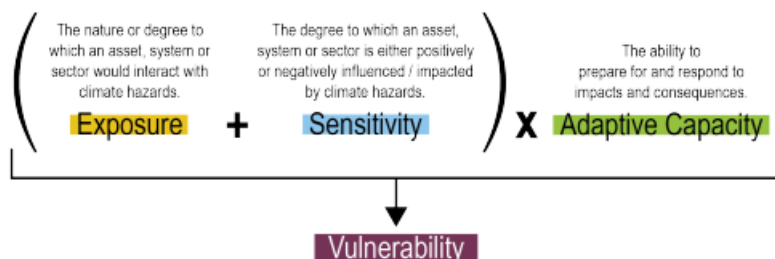 The nature or degree to
which an asset, system or
sector would interact with
climate hazards.
Exposure
+
The degree to which an asset,
system or sector is either positively
or negatively influenced / impacted
by climate hazards.
Sensitivity
x
The ability to
prepare for and respond to
impacts and consequences.
Adaptive Capacity
Vulnerability